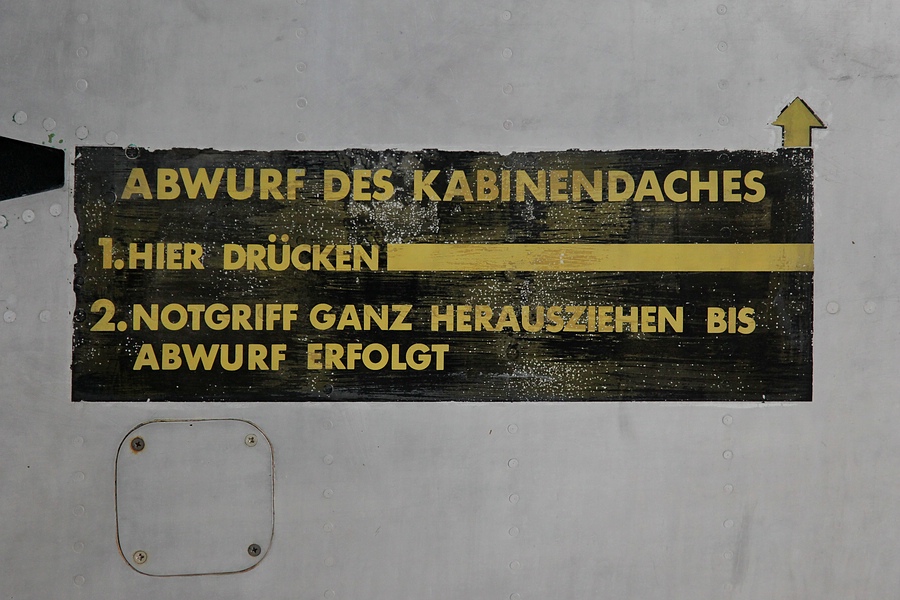 ABWURF DES KABINENDACHES
1. HIER DRÜCKEN
2. NOTGRIFF GANZ HERAUSZIEHEN BIS
ABWURF ERFOLGT